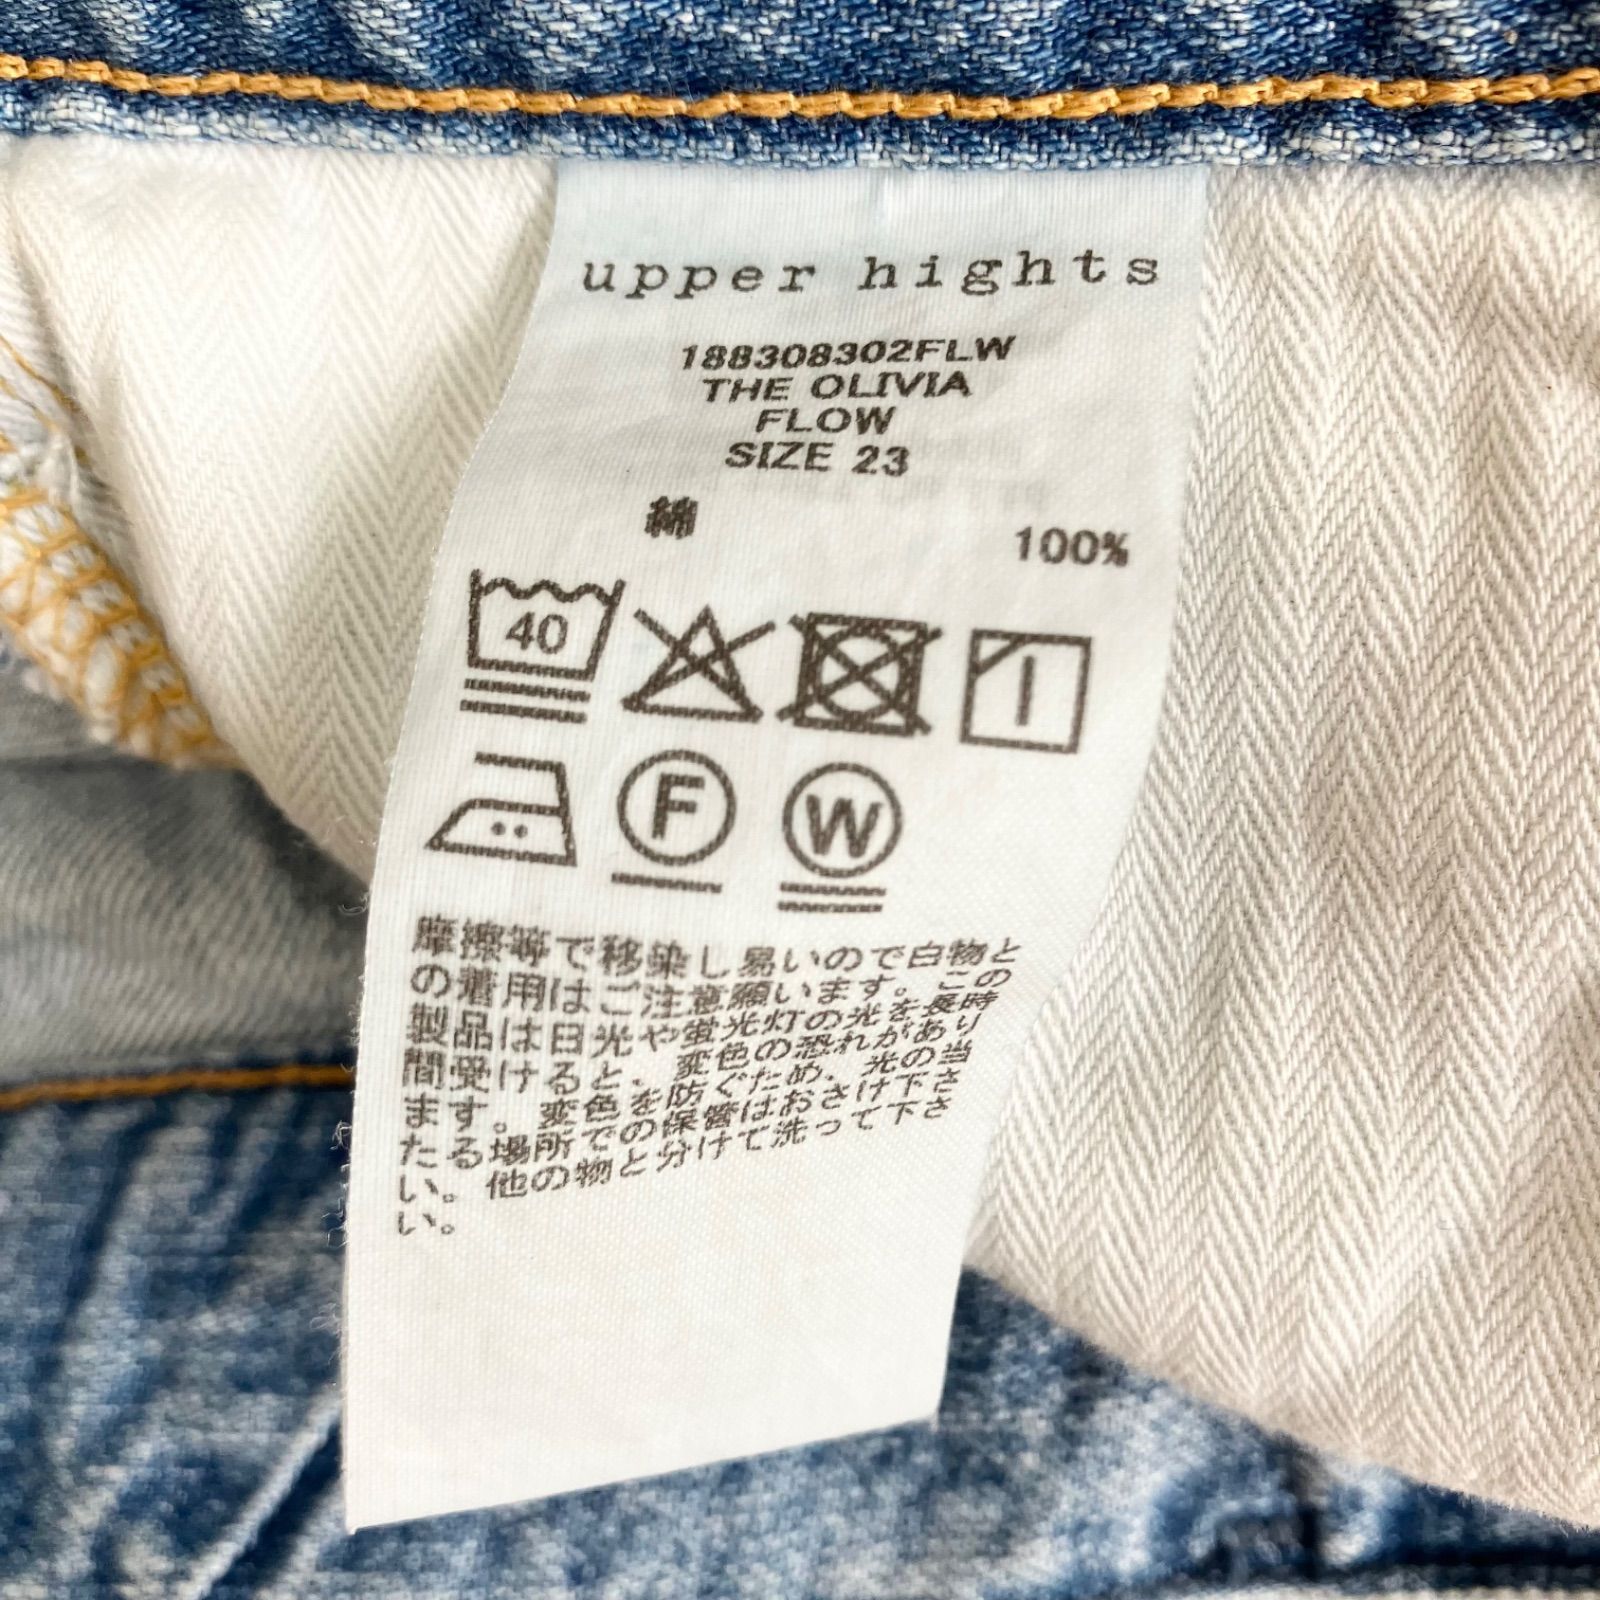 upper hights
188308302FLW
THE OLIVIA
FLOW
SIZE 23
綿 100%
40
F W
摩擦等で移染し易いので白物と
の着用はご注意願います。この
製品は日光や蛍光灯の光を長時
間受けると、変色の恐れがあり
ます。変色を防ぐため、光の当
たる場所での保管はおさけ下さ
い。他の物と分けて洗って下さ
い。